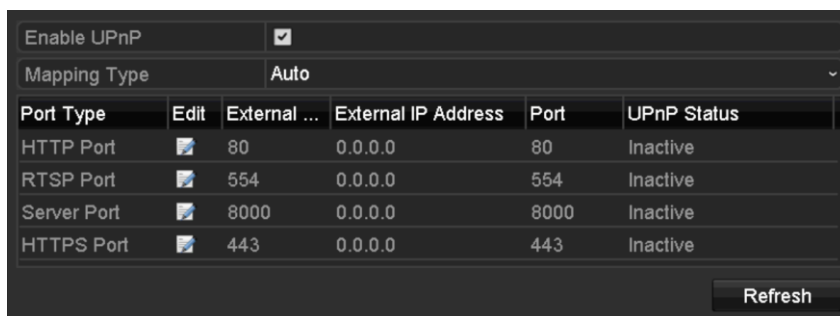 Enable UPnP
Mapping Type Auto
Port Type Edit External ... External IP Address Port UPnP Status
HTTP Port 80 0.0.0.0 80 Inactive
RTSP Port 554 0.0.0.0 554 Inactive
Server Port 8000 0.0.0.0 8000 Inactive
HTTPS Port 443 0.0.0.0 443 Inactive
Refresh